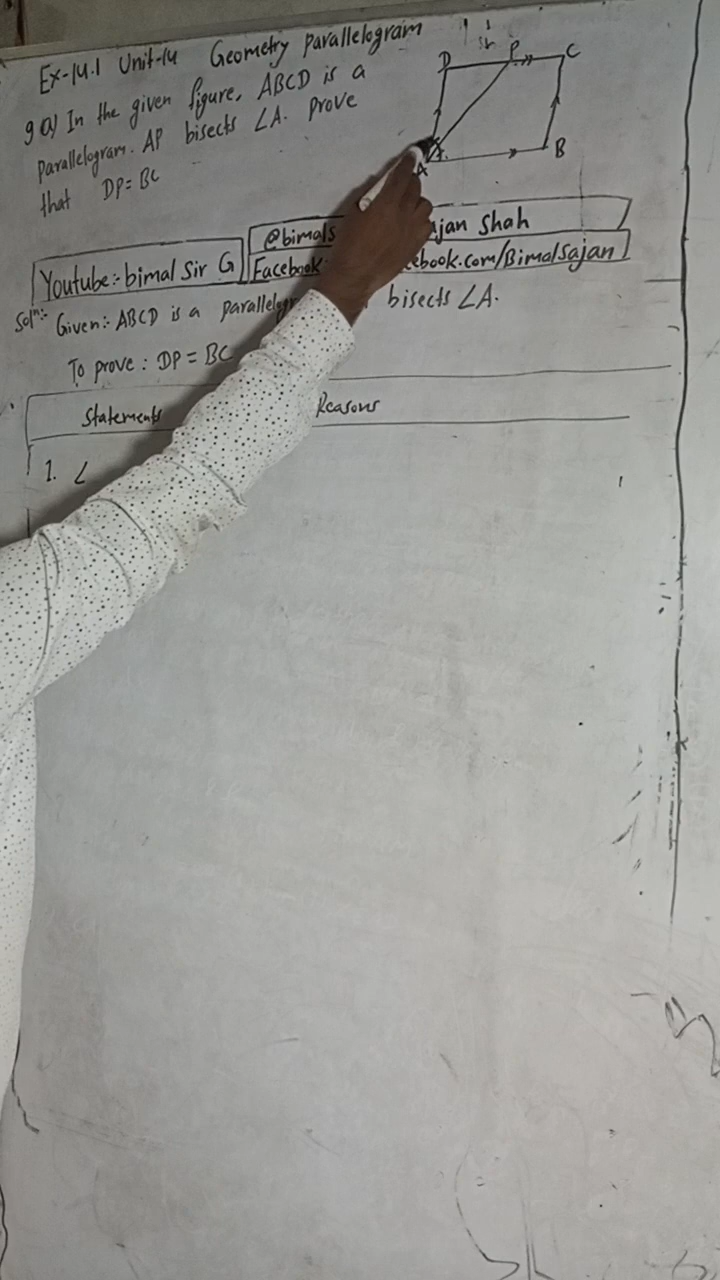 Ex-14.1 Unit-14 Geometry Parallelogram
9 a) In the given figure, ABCD is a
parallelogram. AP bisects ∠A. Prove
that DP = BC
D P C
A B
@bimals ajan Shah
Youtube:- bimal Sir G
Facebook ebook.com/Bimalsajan
Solⁿ:- Given:- ABCD is a bisects ∠A.
To prove : DP = BC
Statements Reasons
1. ∠